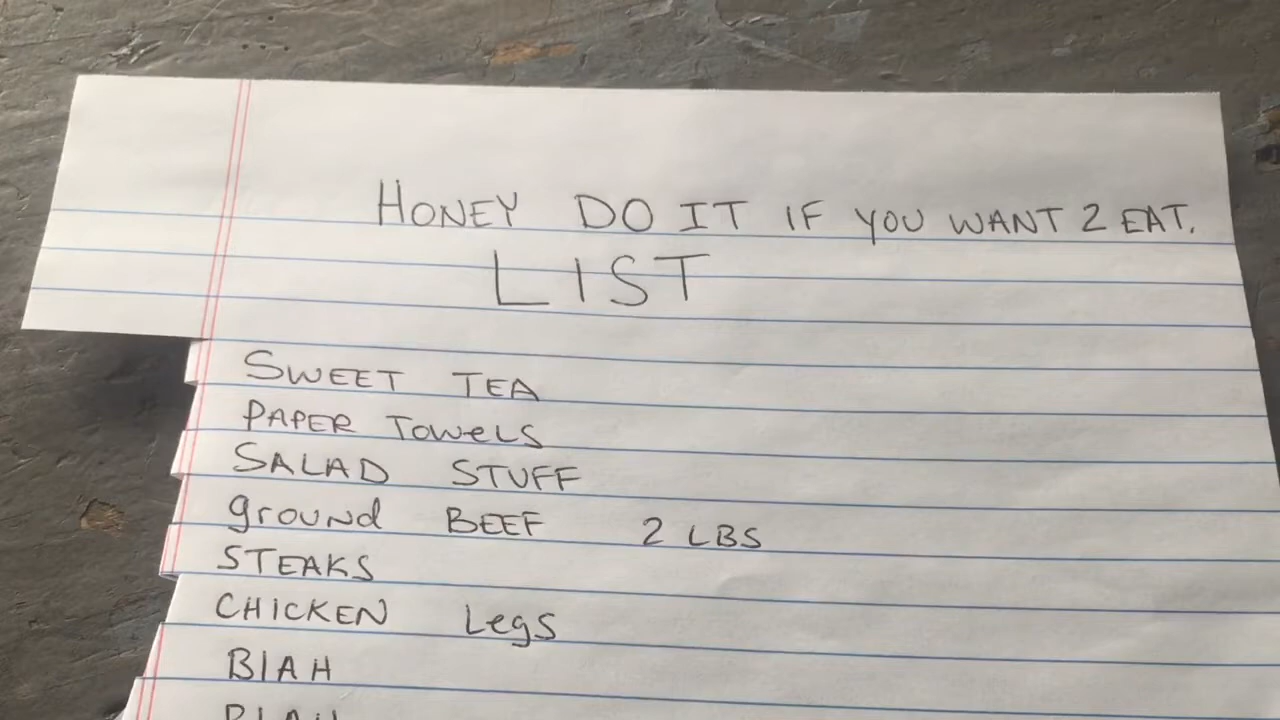 HONEY DO IT IF YOU WANT 2 EAT.
LIST
SWEET TEA
PAPER TOWelS
SALAD STUFF
ground BEEF 2 LBS
STEAKS
CHICKEN LegS
BlAH
BLAH